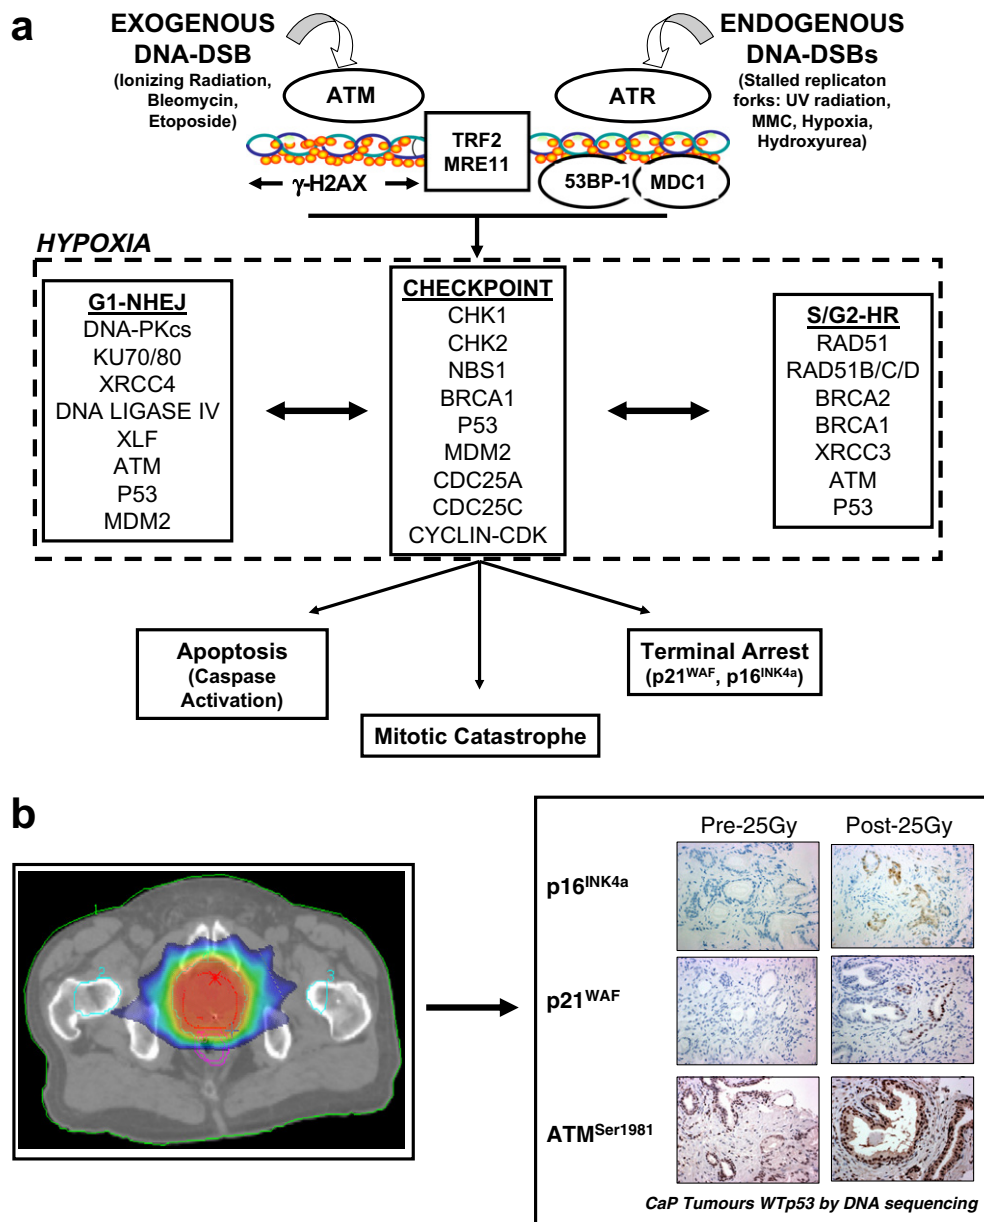 a
EXOGENOUS
DNA-DSB
(Ionizing Radiation,
Bleomycin,
Etoposide)
ATM
ATR
ENDOGENOUS
DNA-DSBs
(Stalled replicaton
forks: UV radiation,
MMC, Hypoxia,
Hydroxyurea)
TRF2
MRE11
γ-H2AX
53BP-1
MDC1
HYPOXIA
G1-NHEJ
DNA-PKcs
KU70/80
XRCC4
DNA LIGASE IV
XLF
ATM
P53
MDM2
CHECKPOINT
CHK1
CHK2
NBS1
BRCA1
P53
MDM2
CDC25A
CDC25C
CYCLIN-CDK
S/G2-HR
RAD51
RAD51B/C/D
BRCA2
BRCA1
XRCC3
ATM
P53
Apoptosis
(Caspase
Activation)
Mitotic Catastrophe
Terminal Arrest
(p21WAF, p16INK4a)
b
1
2
3
Pre-25Gy Post-25Gy
p16INK4a
p21WAF
ATMSer1981
CaP Tumours WTp53 by DNA sequencing